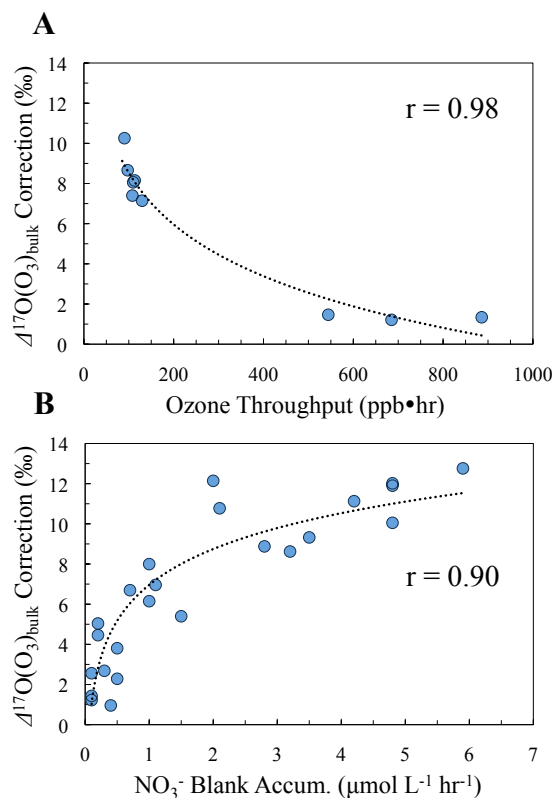 A
14
12
10
8
6
4
2
0
Δ¹⁷O(O₃)bulk Correction (‰)
r = 0.98
0 200 400 600 800 1000
Ozone Throughput (ppb•hr)
B
14
12
10
8
6
4
2
0
Δ¹⁷O(O₃)bulk Correction (‰)
r = 0.90
0 1 2 3 4 5 6 7
NO₃⁻ Blank Accum. (μmol L⁻¹ hr⁻¹)